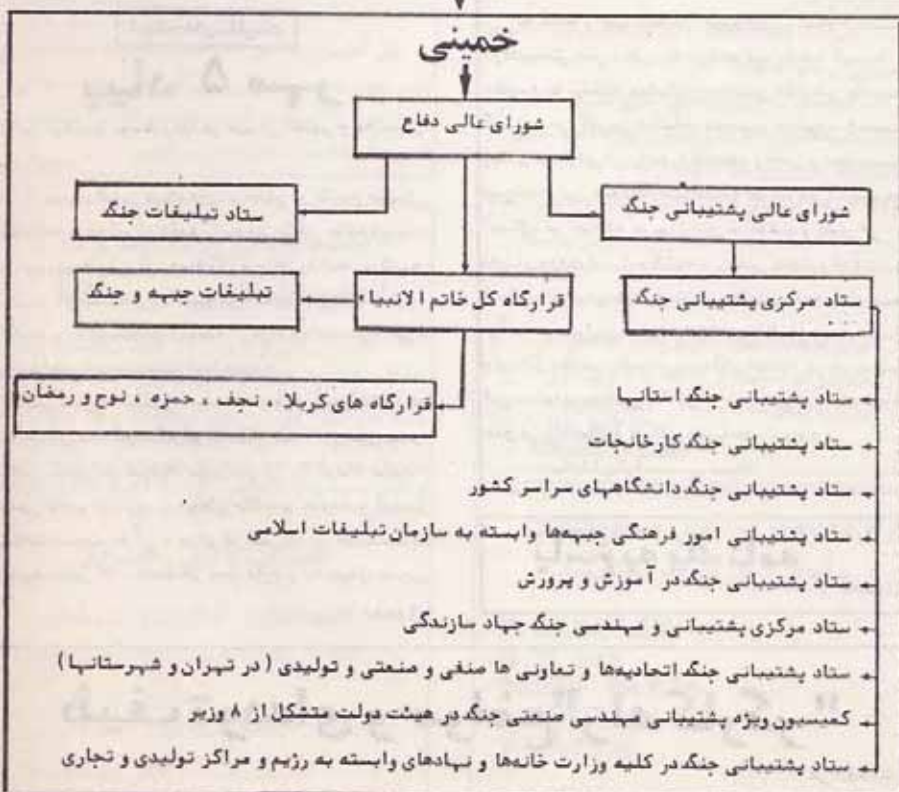 خمینی
شورای عالی دفاع
شورای عالی پشتیبانی جنگ
ستاد تبلیغات جنگ
ستاد مرکزی پشتیبانی جنگ
قرارگاه کل خاتم الانبیاء
تبلیغات جبهه و جنگ
قرارگاه های کربلا ، نجف ، حمزه ، نوح و رمضان
ستاد پشتیبانی جنگ استانها
ستاد پشتیبانی جنگ کارخانجات
ستاد پشتیبانی جنگ دانشگاههای سراسر کشور
ستاد پشتیبانی امور فرهنگی جبهه‌ها وابسته به سازمان تبلیغات اسلامی
ستاد پشتیبانی جنگ در آموزش و پرورش
ستاد مرکزی پشتیبانی و مهندسی جنگ جهاد سازندگی
ستاد پشتیبانی جنگ اتحادیه‌ها و تعاونی ها صنفی و صنعتی و تولیدی ( در تهران و شهرستانها )
کمیسیون ویژه پشتیبانی مهندسی صنعتی جنگ در هیئت دولت متشکل از ۸ وزیر
ستاد پشتیبانی جنگ در کلیه وزارت خانه‌ها و نهادهای وابسته به رژیم و مراکز تولیدی و تجاری